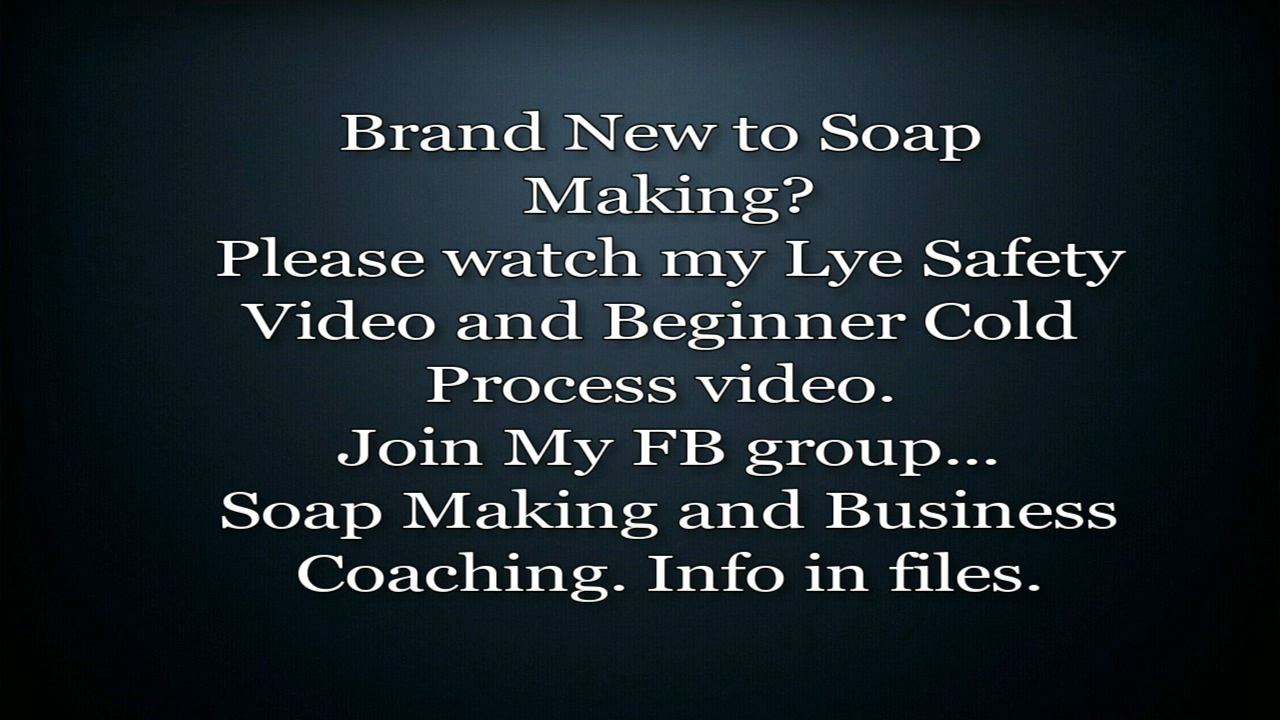 Brand New to Soap
Making?
Please watch my Lye Safety
Video and Beginner Cold
Process video.
Join My FB group...
Soap Making and Business
Coaching. Info in files.